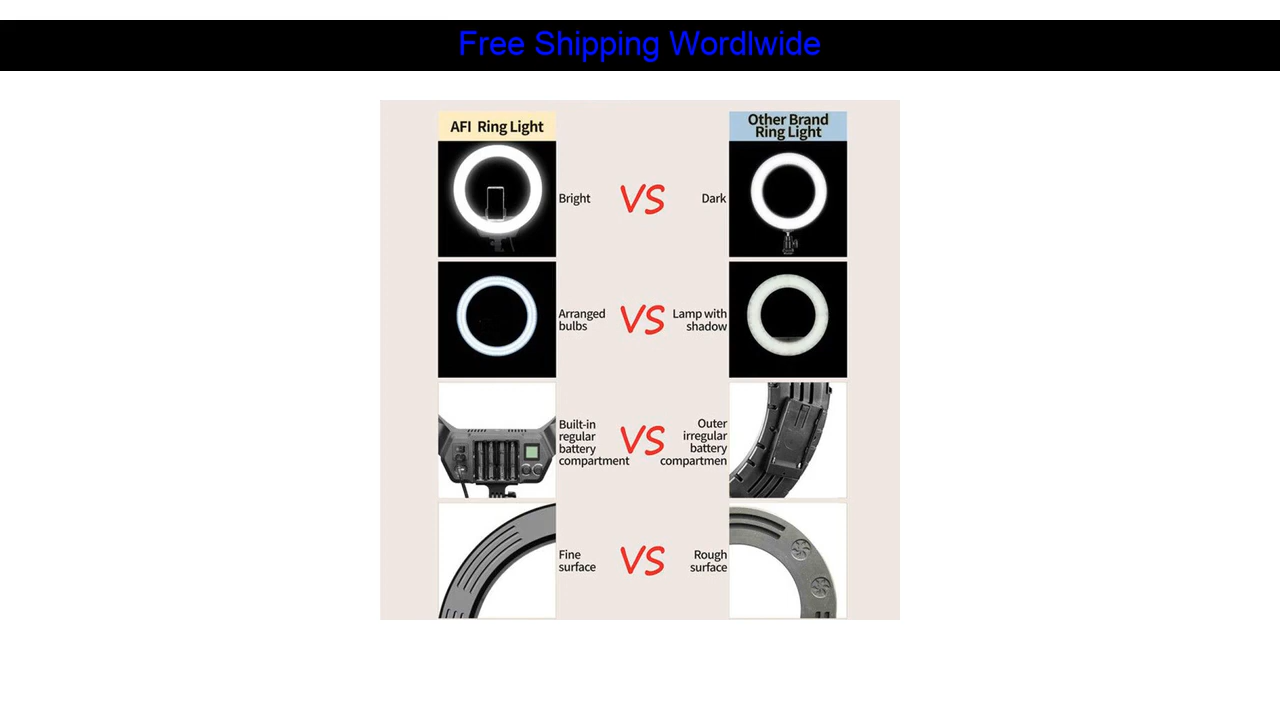 Free Shipping Wordlwide
AFI Ring Light
Other Brand
Ring Light
Bright
VS
Dark
Arranged
bulbs
VS
Lamp with
shadow
Built-in
regular
battery
compartment
VS
Outer
irregular
battery
compartmen
Fine
surface
VS
Rough
surface